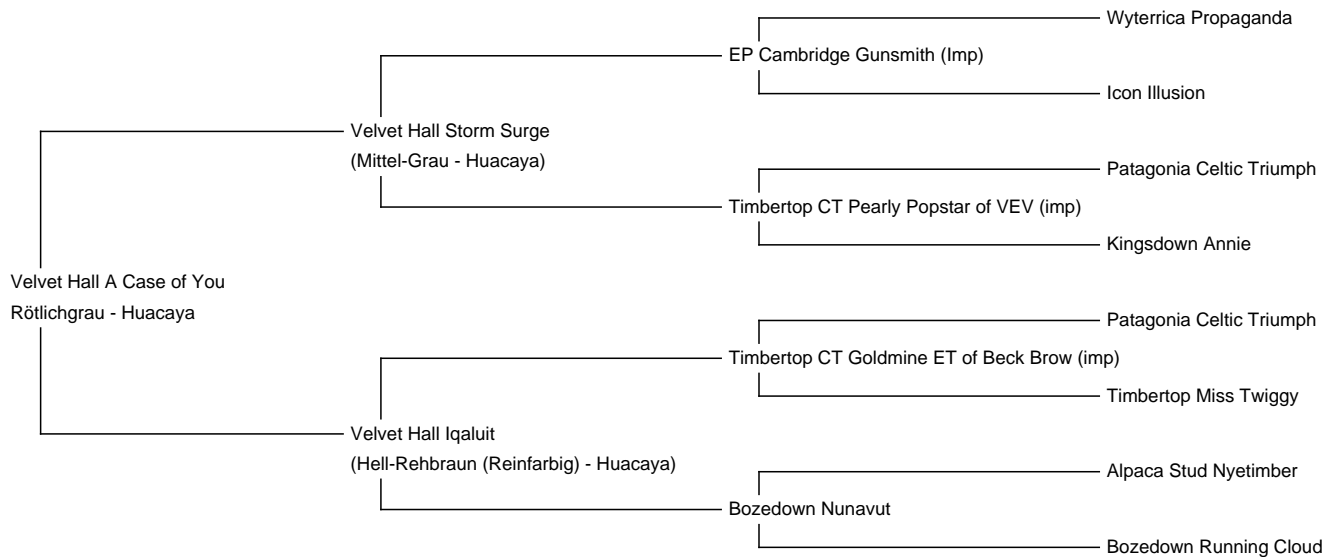 Wyterrica Propaganda
EP Cambridge Gunsmith (Imp)
Icon Illusion
Velvet Hall Storm Surge
(Mittel-Grau - Huacaya)
Patagonia Celtic Triumph
Timbertop CT Pearly Popstar of VEV (imp)
Kingsdown Annie
Velvet Hall A Case of You
Rötlichgrau - Huacaya
Patagonia Celtic Triumph
Timbertop CT Goldmine ET of Beck Brow (imp)
Timbertop Miss Twiggy
Velvet Hall Iqaluit
(Hell-Rehbraun (Reinfarbig) - Huacaya)
Alpaca Stud Nyetimber
Bozedown Nunavut
Bozedown Running Cloud